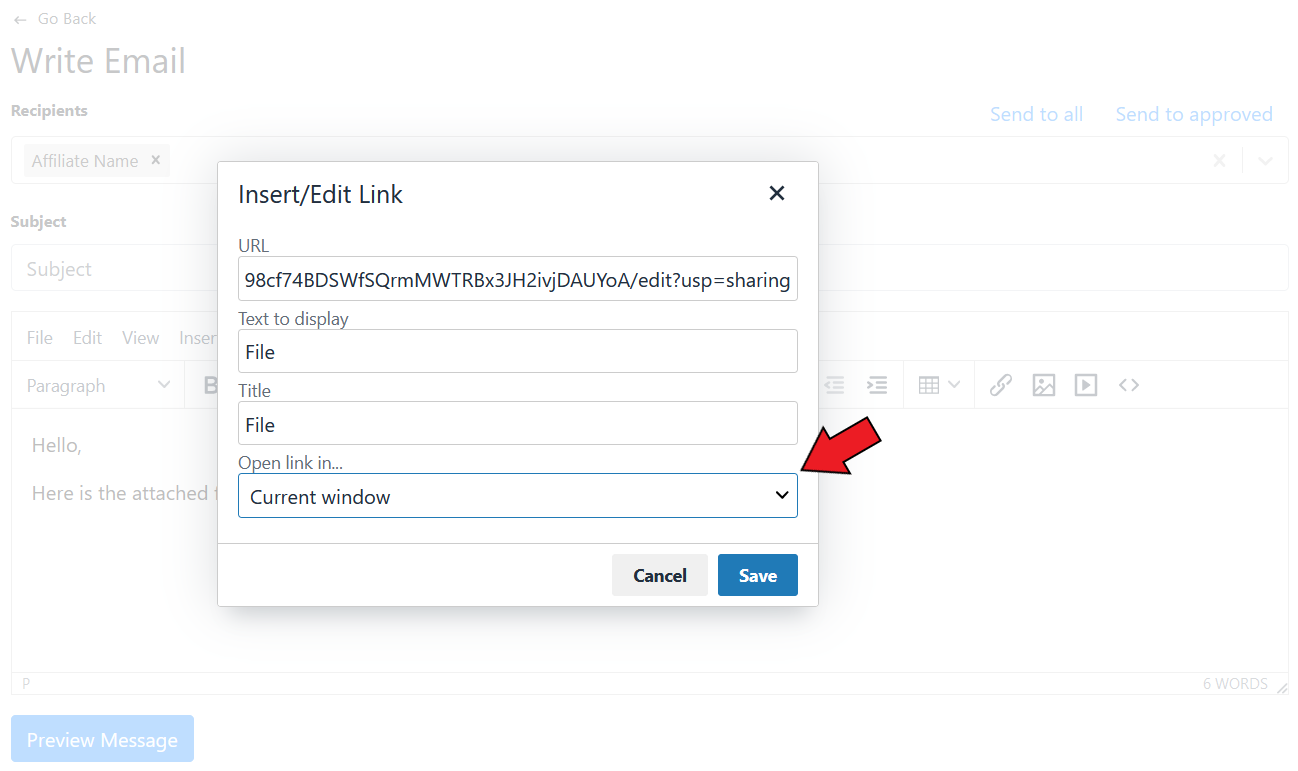 ← Go Back
Write Email
Recipients
Send to all Send to approved
Affiliate Name ×
Insert/Edit Link
Subject
URL
Subject
98cf74BDSWfSQrmMWTRBx3JH2ivjDAUYoA/edit?usp=sharing
Text to display
File Edit View Inser
File
Paragraph B
Title
File
Hello,
Open link in...
Here is the attached f
Current window
Cancel Save
P 6 WORDS
Preview Message